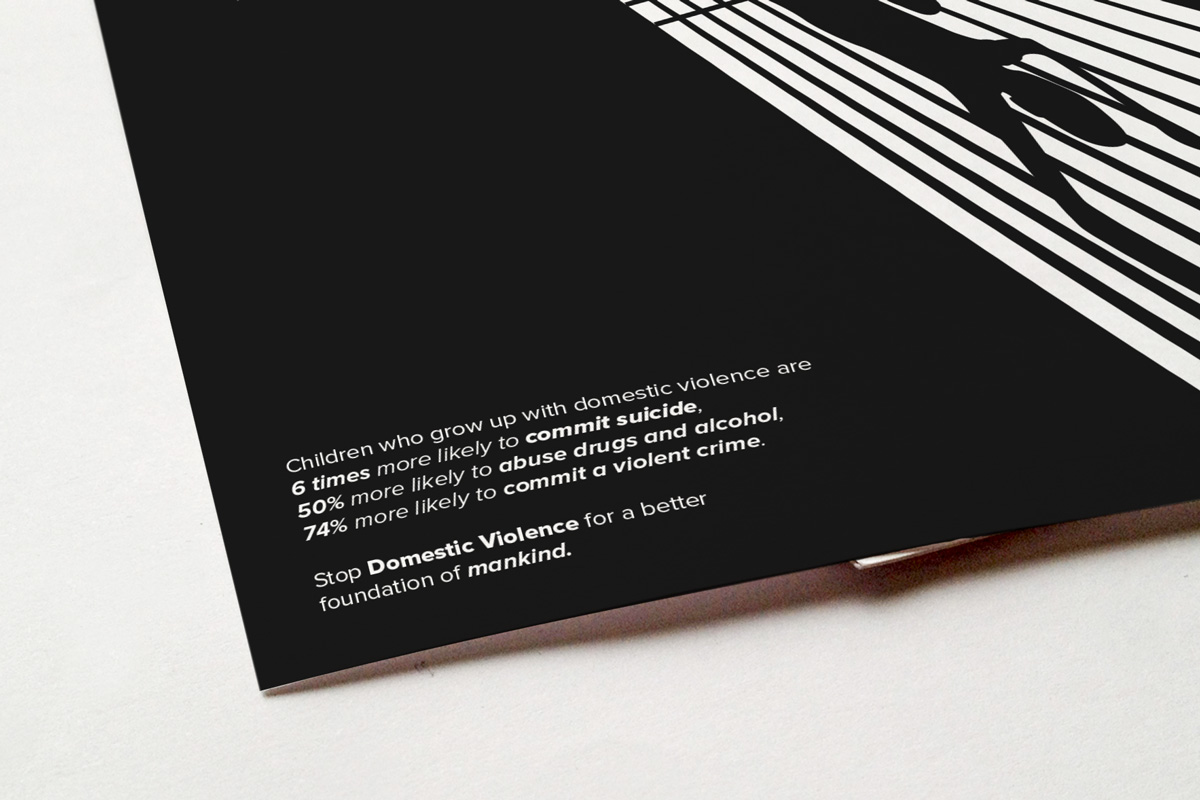 Children who grow up with domestic violence are
6 times more likely to commit suicide,
50% more likely to abuse drugs and alcohol,
74% more likely to commit a violent crime.
Stop Domestic Violence for a better
foundation of mankind.